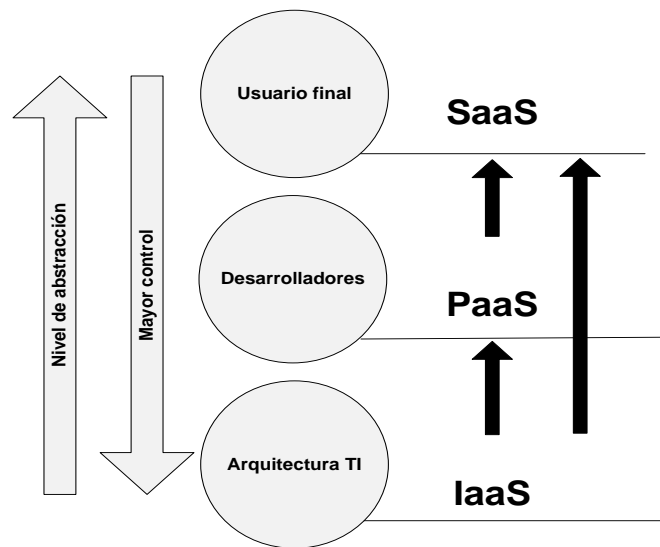 Usuario final
SaaS
Nivel de abstracción
Mayor control
Desarrolladores
PaaS
Arquitectura TI
IaaS